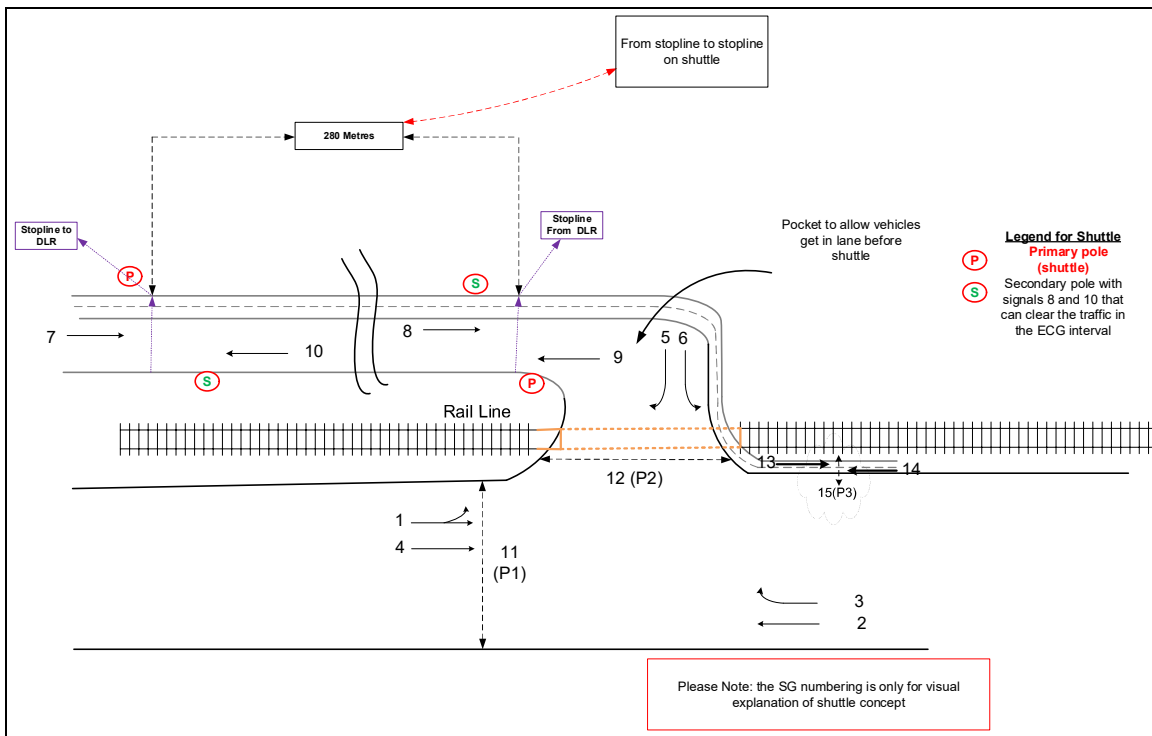 From stopline to stopline
on shuttle
280 Metres
Stopline to
DLR
Stopline
From DLR
Pocket to allow vehicles
get in lane before
shuttle
Legend for Shuttle
P
Primary pole
(shuttle)
S
Secondary pole with
signals 8 and 10 that
can clear the traffic in
the ECG interval
P
S
7
8
10
9
5
6
S
P
Rail Line
13
14
12 (P2)
15(P3)
1
4
11
(P1)
3
2
Please Note: the SG numbering is only for visual
explanation of shuttle concept